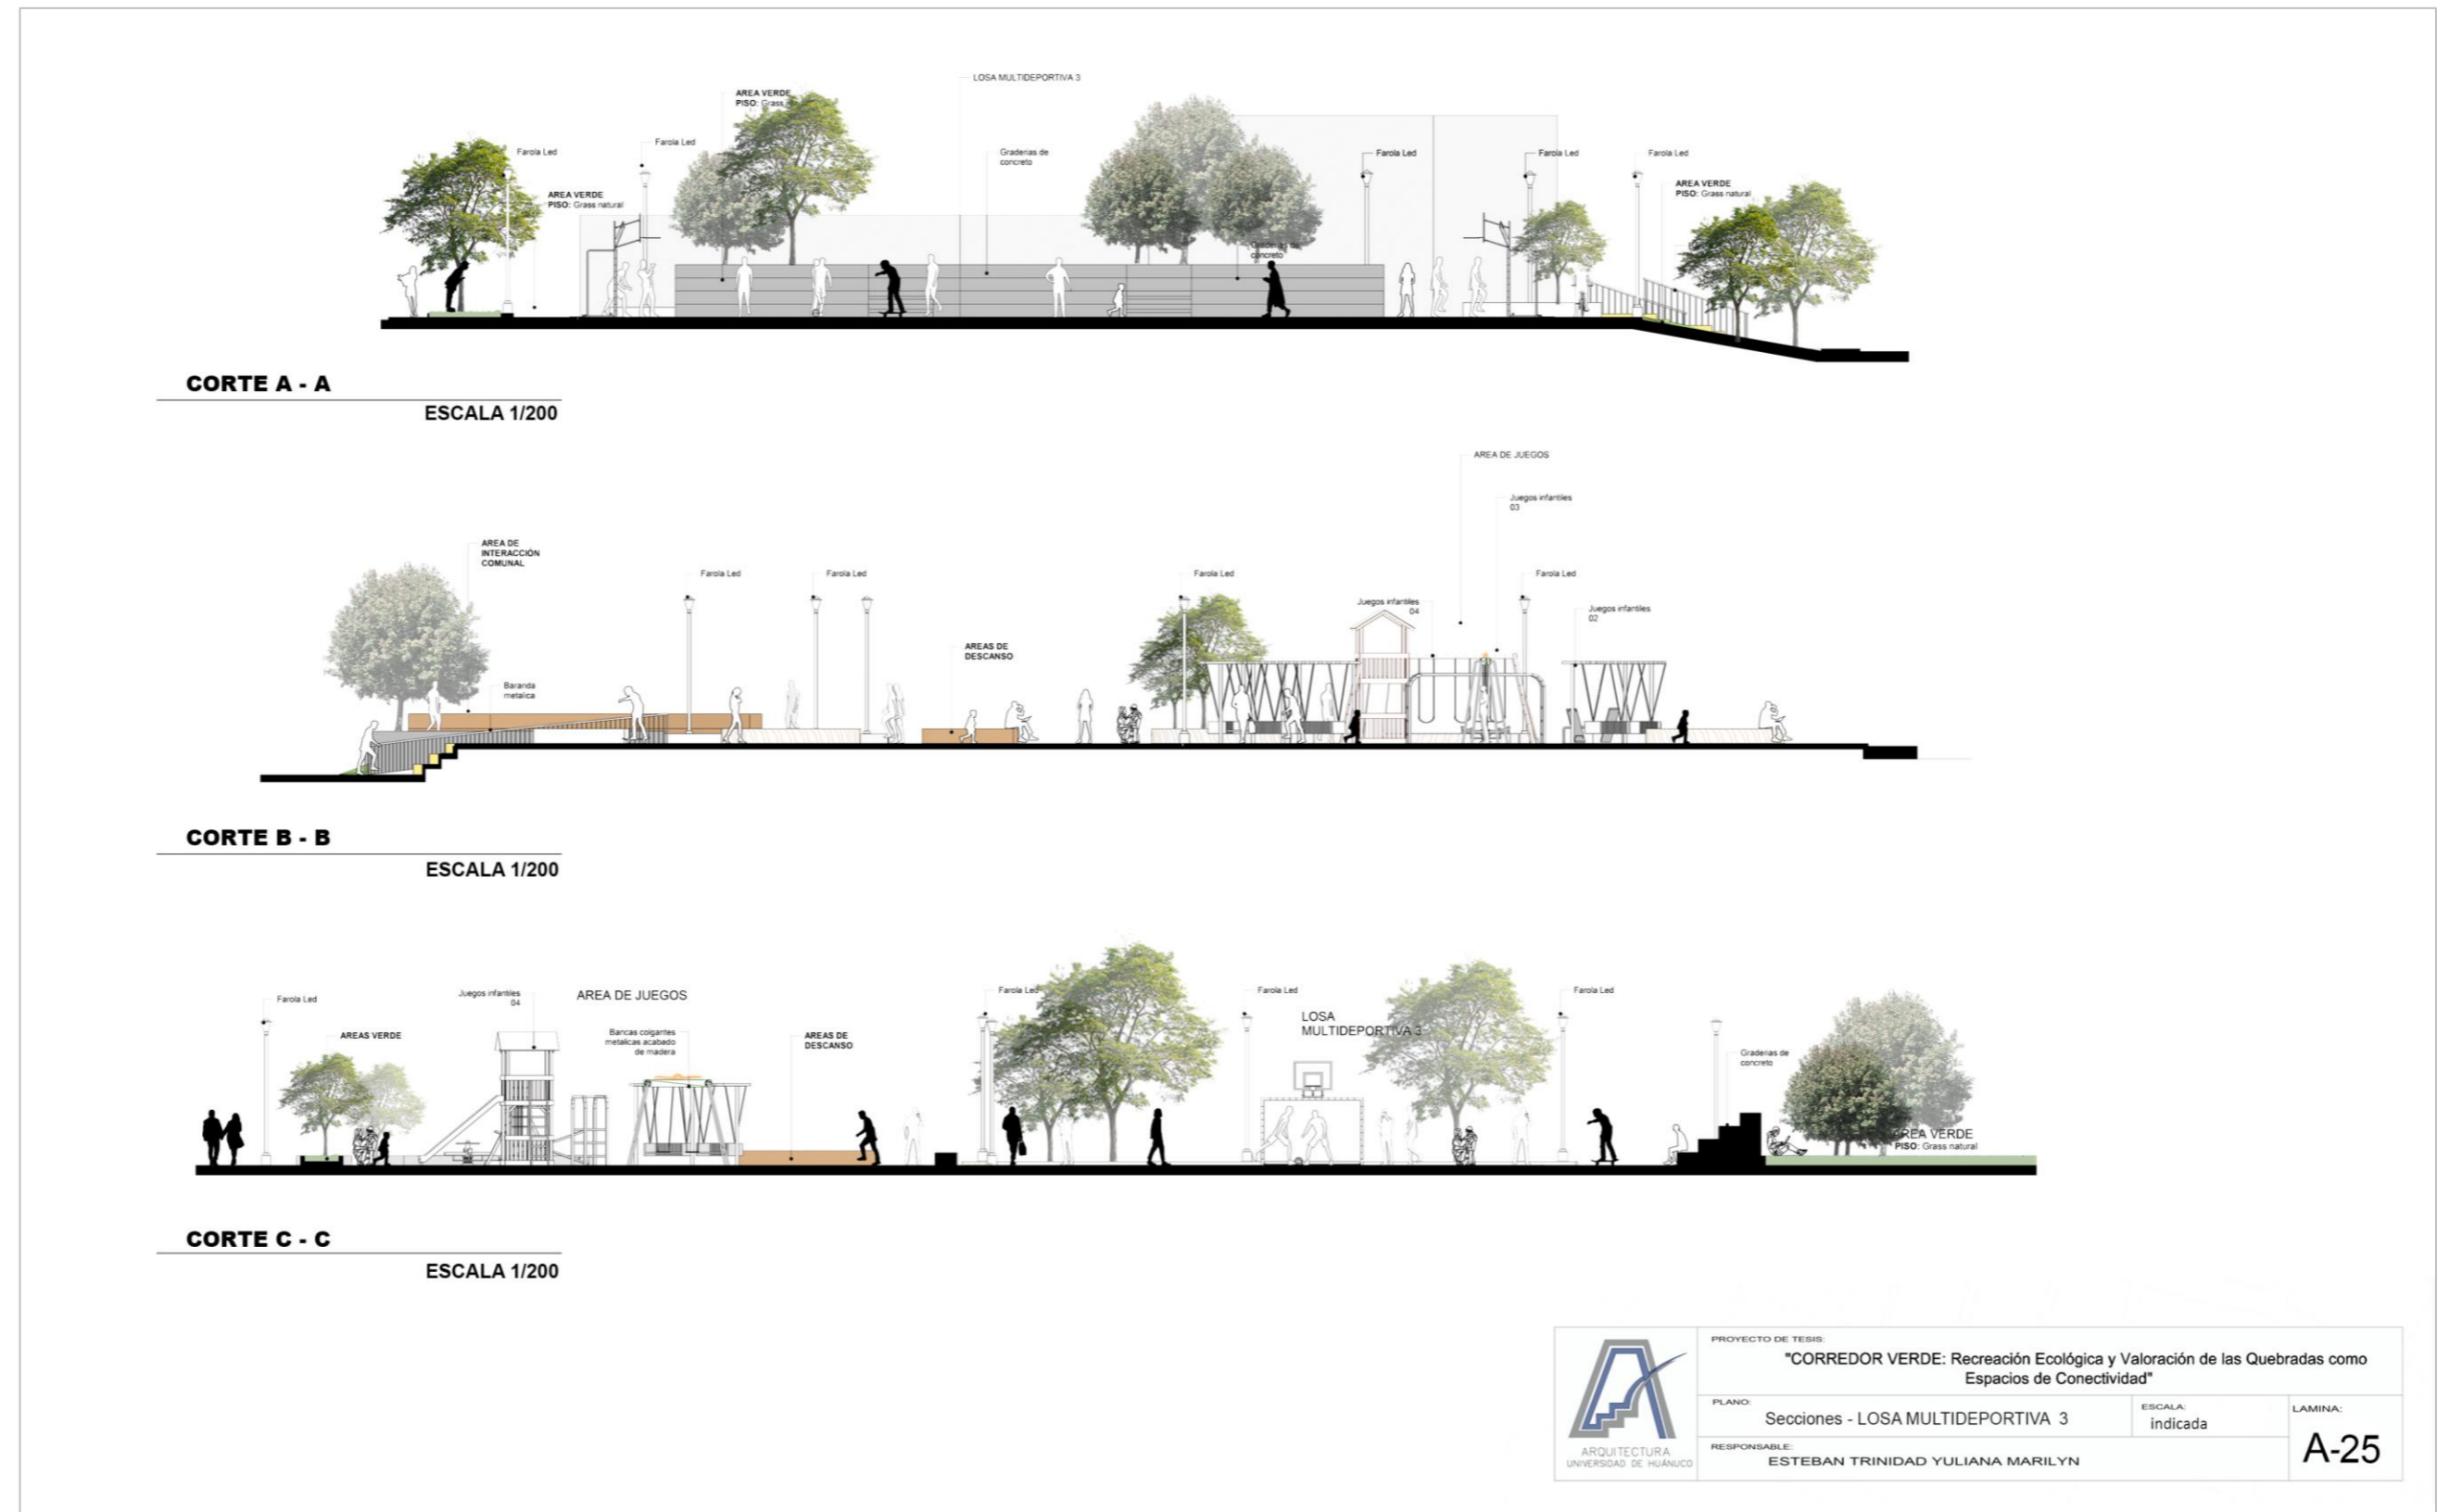 LOSA MULTIDEPORTIVA 3
AREA VERDE
PISO: Grass
Farola Led
Farola Led
Graderias de
concreto
Farola Led
Farola Led
Farola Led
AREA VERDE
PISO: Grass natural
AREA VERDE
PISO: Grass natural
Graderias de
concreto
CORTE A - A
ESCALA 1/200
AREA DE JUEGOS
Juegos infantiles
03
AREA DE
INTERACCIÓN
COMUNAL
Farola Led
Farola Led
Farola Led
Farola Led
Juegos infantiles
04
Juegos infantiles
02
AREAS DE
DESCANSO
Baranda
metalica
CORTE B - B
ESCALA 1/200
Farola Led
Juegos infantiles
04
AREA DE JUEGOS
Farola Led
Farola Led
Farola Led
AREAS VERDE
Bancas colgantes
metalicas acabado
de madera
AREAS DE
DESCANSO
LOSA
MULTIDEPORTIVA 3
Graderias de
concreto
AREA VERDE
PISO: Grass natural
CORTE C - C
ESCALA 1/200
PROYECTO DE TESIS:
"CORREDOR VERDE: Recreación Ecológica y Valoración de las Quebradas como
Espacios de Conectividad"
PLANO:
Secciones - LOSA MULTIDEPORTIVA 3
ESCALA:
indicada
LAMINA:
A-25
RESPONSABLE:
ESTEBAN TRINIDAD YULIANA MARILYN
ARQUITECTURA
UNIVERSIDAD DE HUÁNUCO